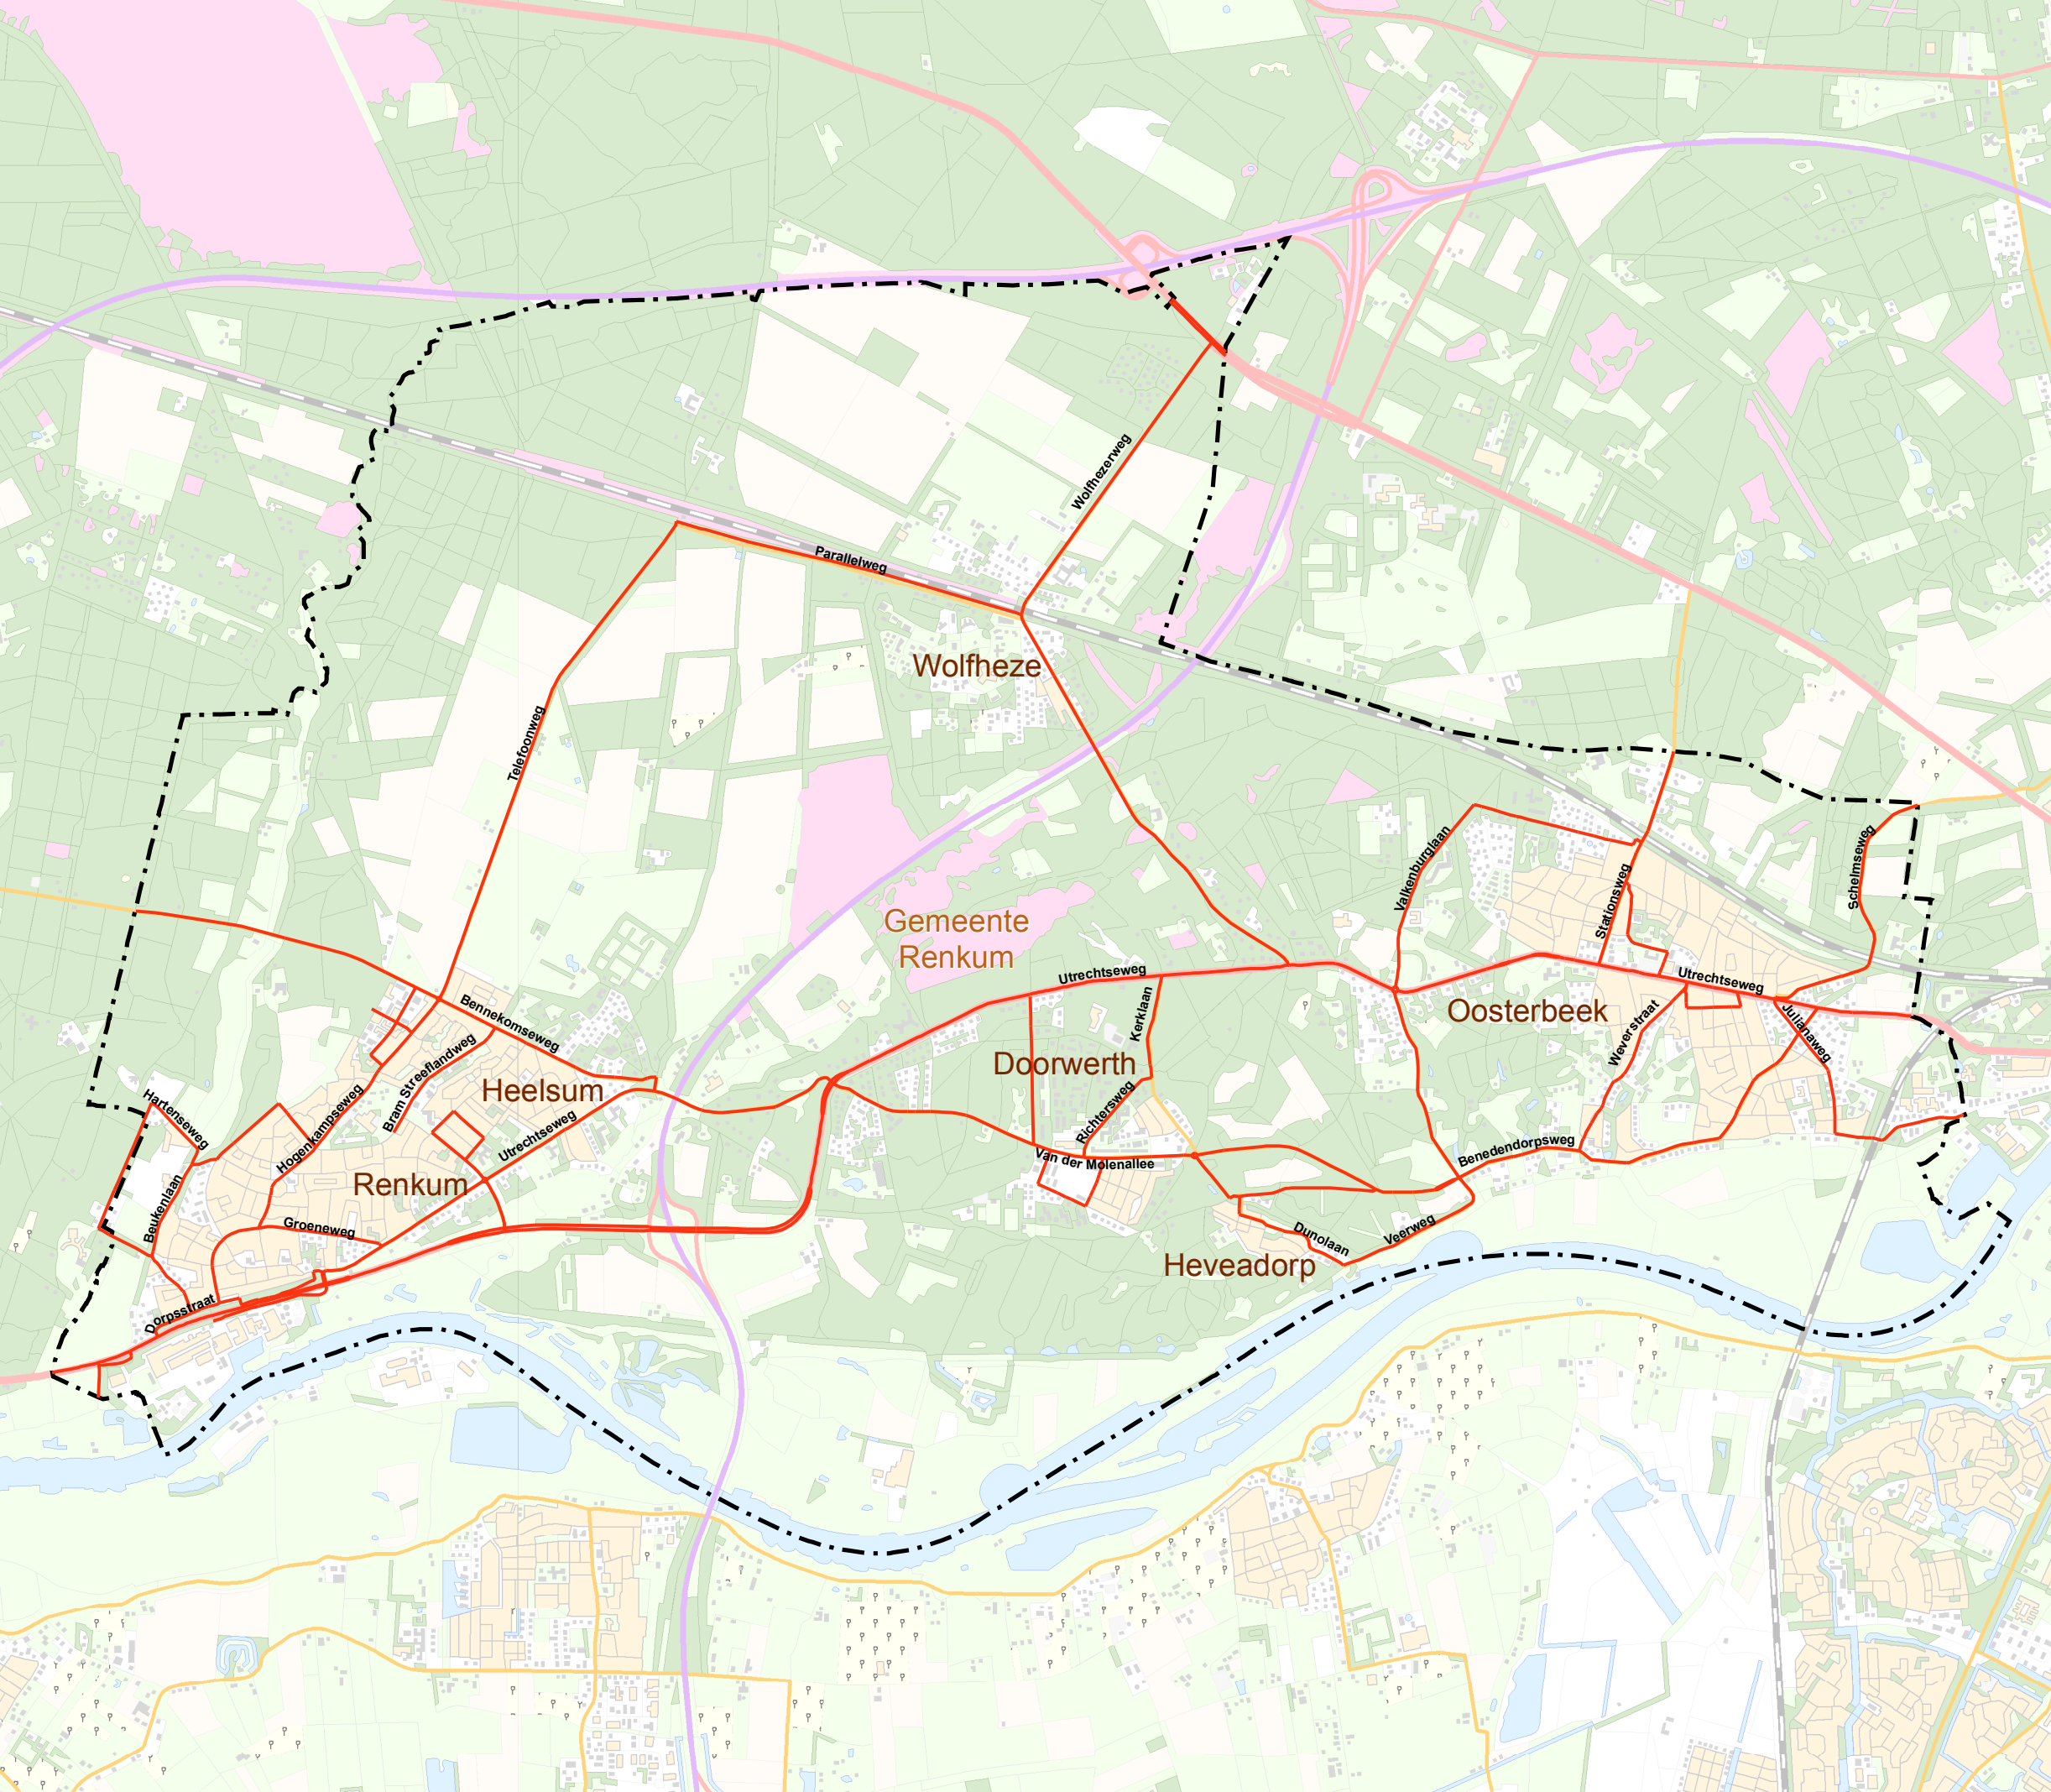 Wolfhezerweg
Parallelweg
Wolfheze
Telefoonweg
Valkenburglaan
Schelmseweg
Stationsweg
Gemeente
Renkum
Utrechtseweg
Utrechtseweg
Bennekomseweg
Kerklaan
Oosterbeek
Weverstraat
Julianaweg
Bram Streeflandweg
Doorwerth
Heelsum
Hartenseweg
Hogenkampseweg
Utrechtseweg
Richtersweg
Van der Molenallee
Benedendorpsweg
Renkum
Beukenlaan
Groeneweg
Dunolaan
Veerweg
Heveadorp
Dorpsstraat